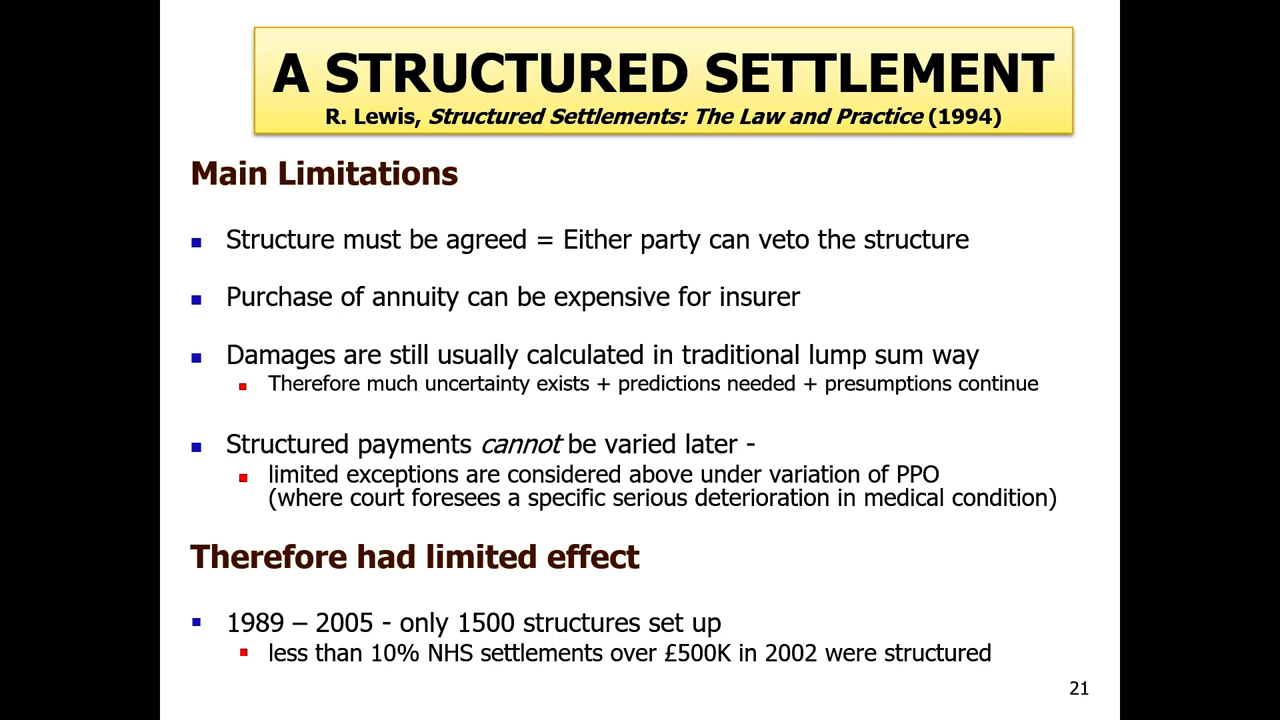 A STRUCTURED SETTLEMENT
R. Lewis, Structured Settlements: The Law and Practice (1994)
Main Limitations
Structure must be agreed = Either party can veto the structure
Purchase of annuity can be expensive for insurer
Damages are still usually calculated in traditional lump sum way
Therefore much uncertainty exists + predictions needed + presumptions continue
Structured payments cannot be varied later -
limited exceptions are considered above under variation of PPO
(where court foresees a specific serious deterioration in medical condition)
Therefore had limited effect
1989 – 2005 - only 1500 structures set up
less than 10% NHS settlements over £500K in 2002 were structured
21